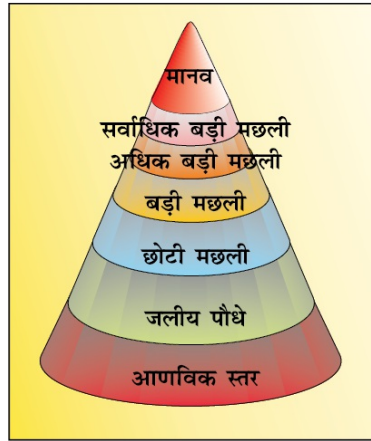 मानव
सर्वाधिक बड़ी मछली
अधिक बड़ी मछली
बड़ी मछली
छोटी मछली
जलीय पौधे
आणविक स्तर